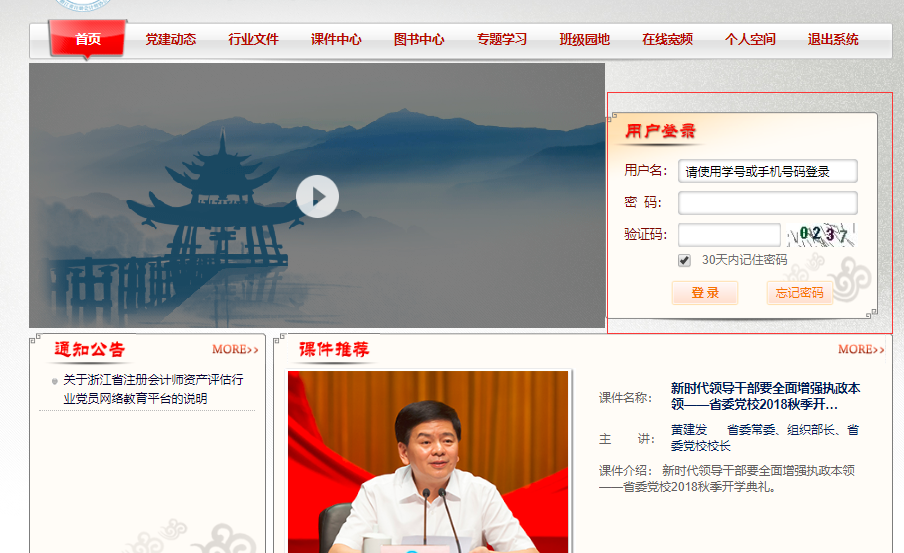 首页 党建动态 行业文件 课件中心 图书中心 专题学习 班级园地 在线宽频 个人空间 退出系统
用户登录
用户名： 请使用学号或手机号码登录
密 码：
验证码： 0237
30天内记住密码
登 录 忘记密码
通知公告 MORE>>
关于浙江省注册会计师资产评估行
业党员网络教育平台的说明
课件推荐 MORE>>
课件名称： 新时代领导干部要全面增强执政本
领——省委党校2018秋季开…
主 讲： 黄建发 省委常委、组织部长、省
委党校校长
课件介绍： 新时代领导干部要全面增强执政本领
——省委党校2018秋季开学典礼。